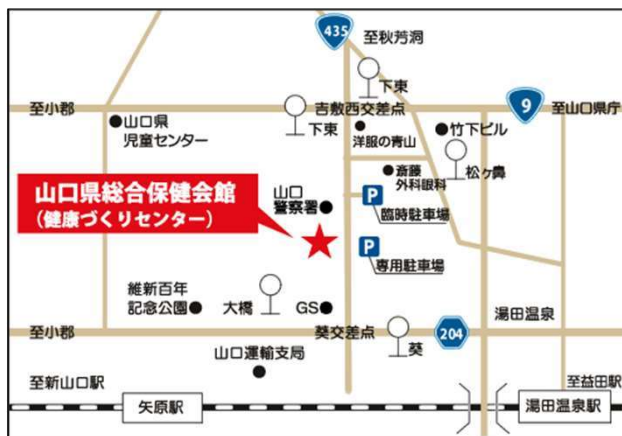 435
至秋芳洞
下東
9
至小郡
吉敷西交差点
至山口県庁
山口県
児童センター
下東
洋服の青山
竹下ビル
斎藤
外科眼科
松ヶ鼻
山口県総合保健会館
(健康づくりセンター)
山口
警察署
P
臨時駐車場
P
専用駐車場
維新百年
記念公園
大橋
GS
湯田温泉
至小郡
葵交差点
204
葵
山口運輸支局
至新山口駅
至益田駅
矢原駅
湯田温泉駅